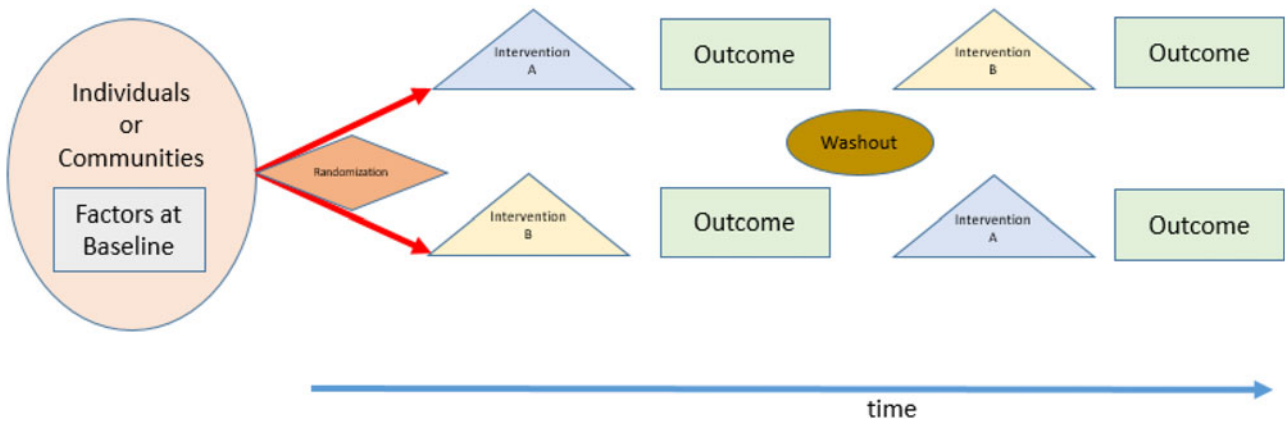 Individuals
or
Communities
Factors at
Baseline
Randomization
Intervention
A
Outcome
Intervention
B
Outcome
Washout
Intervention
B
Outcome
Intervention
A
Outcome
time